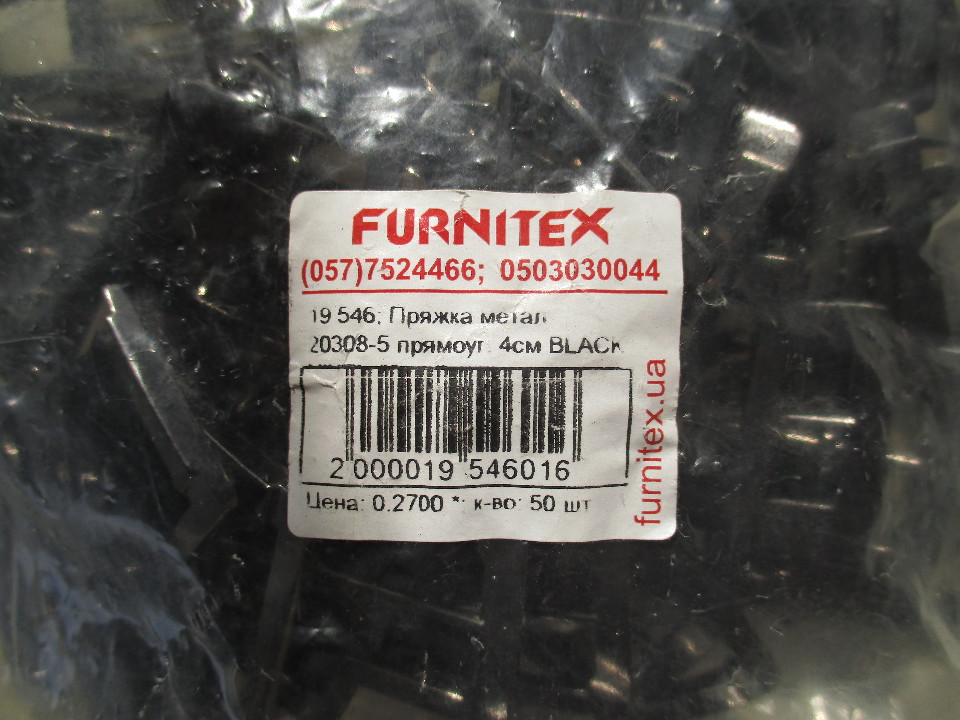 FURNITEX
(057)7524466; 0503030044
19 546; Пряжка метал
20308-5 прямоуг. 4см BLACK
2 000019 546016
Цена: 0.2700 *; к-во: 50 шт
furnitex.ua